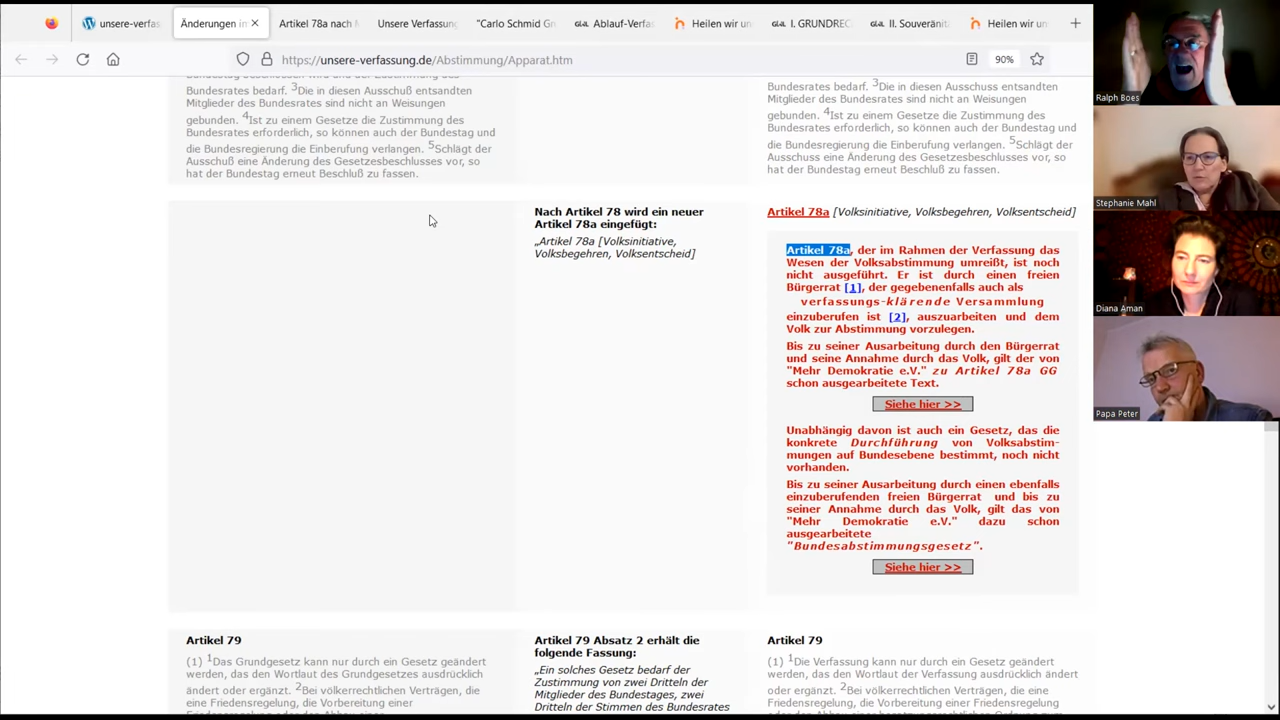 unsere-verfas
Änderungen im
Artikel 78a nach M
Unsere Verfassung
"Carlo Schmid Gr
Ablauf-Verfas
Heilen wir un
I. GRUNDREC
II. Souveränit
Heilen wir un
https://unsere-verfassung.de/Abstimmung/Apparat.htm
90%
Bundesrates bedarf. 3Die in diesen Ausschuß entsandten
Mitglieder des Bundesrates sind nicht an Weisungen
gebunden. 4Ist zu einem Gesetze die Zustimmung des
Bundesrates erforderlich, so können auch der Bundestag und
die Bundesregierung die Einberufung verlangen. 5Schlägt der
Ausschuß eine Änderung des Gesetzesbeschlusses vor, so
hat der Bundestag erneut Beschluß zu fassen.
Bundesrates bedarf. 3Die in diesen Ausschuss entsandten
Mitglieder des Bundesrates sind nicht an Weisungen
gebunden. 4Ist zu einem Gesetze die Zustimmung des
Bundesrates erforderlich, so können auch der Bundestag und
die Bundesregierung die Einberufung verlangen. 5Schlägt der
Ausschuss eine Änderung des Gesetzesbeschlusses vor, so
hat der Bundestag erneut Beschluß zu fassen.
Nach Artikel 78 wird ein neuer
Artikel 78a eingefügt:
„Artikel 78a [Volksinitiative,
Volksbegehren, Volksentscheid]
Artikel 78a [Volksinitiative, Volksbegehren, Volksentscheid]
Artikel 78a, der im Rahmen der Verfassung das
Wesen der Volksabstimmung umreißt, ist noch
nicht ausgeführt. Er ist durch einen freien
Bürgerrat [1], der gegebenenfalls auch als
verfassungs-klärende Versammlung
einzuberufen ist [2], auszuarbeiten und dem
Volk zur Abstimmung vorzulegen.
Bis zu seiner Ausarbeitung durch den Bürgerrat
und seine Annahme durch das Volk, gilt der von
"Mehr Demokratie e.V." zu Artikel 78a GG
schon ausgearbeitete Text.
Siehe hier >>
Unabhängig davon ist auch ein Gesetz, das die
konkrete Durchführung von Volksabstim-
mungen auf Bundesebene bestimmt, noch nicht
vorhanden.
Bis zu seiner Ausarbeitung durch einen ebenfalls
einzuberufenden freien Bürgerrat und bis zu
seiner Annahme durch das Volk, gilt das von
"Mehr Demokratie e.V." dazu schon
ausgearbeitete
"Bundesabstimmungsgesetz".
Siehe hier >>
Artikel 79
(1) 1Das Grundgesetz kann nur durch ein Gesetz geändert
werden, das den Wortlaut des Grundgesetzes ausdrücklich
ändert oder ergänzt. 2Bei völkerrechtlichen Verträgen, die
eine Friedensregelung, die Vorbereitung einer
Artikel 79 Absatz 2 erhält die
folgende Fassung:
„Ein solches Gesetz bedarf der
Zustimmung von zwei Dritteln der
Mitglieder des Bundestages, zwei
Dritteln der Stimmen des Bundesrates
Artikel 79
(1) 1Die Verfassung kann nur durch ein Gesetz geändert
werden, das den Wortlaut der Verfassung ausdrücklich
ändert oder ergänzt. 2Bei völkerrechtlichen Verträgen, die
eine Friedensregelung, die Vorbereitung einer
Ralph Boes
Stephanie Mahl
Diana Aman
Papa Peter